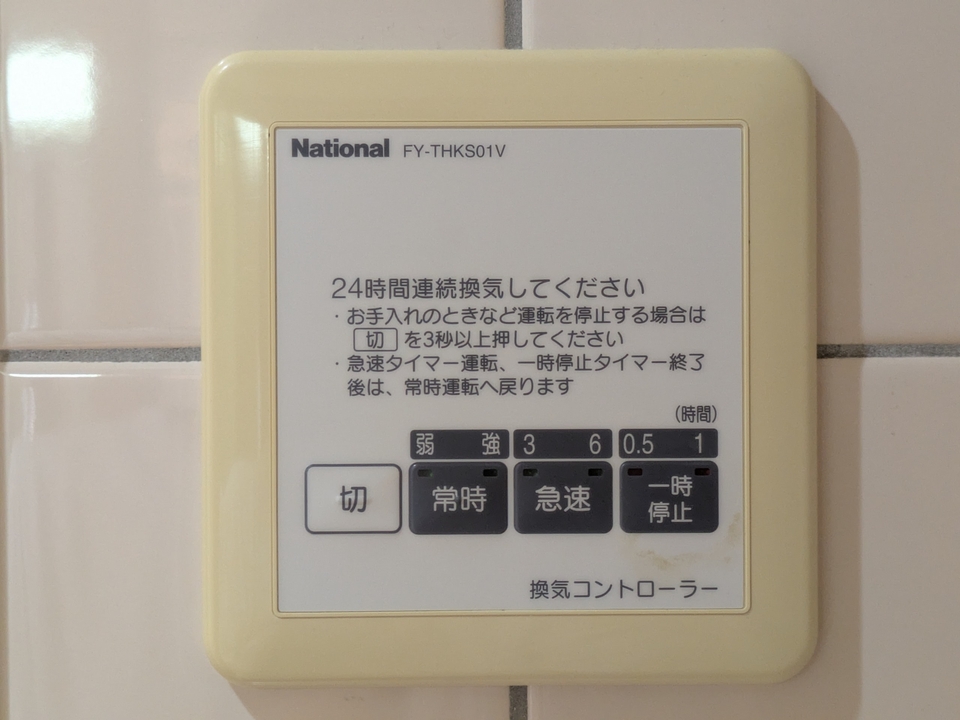 National FY-THKS01V
24時間連続換気してください
・お手入れのときなど運転を停止する場合は
切 を3秒以上押してください
・急速タイマー運転、一時停止タイマー終了
後は、常時運転へ戻ります
(時間)
弱 強 3 6 0.5 1
切 常時 急速 一時
停止
換気コントローラー